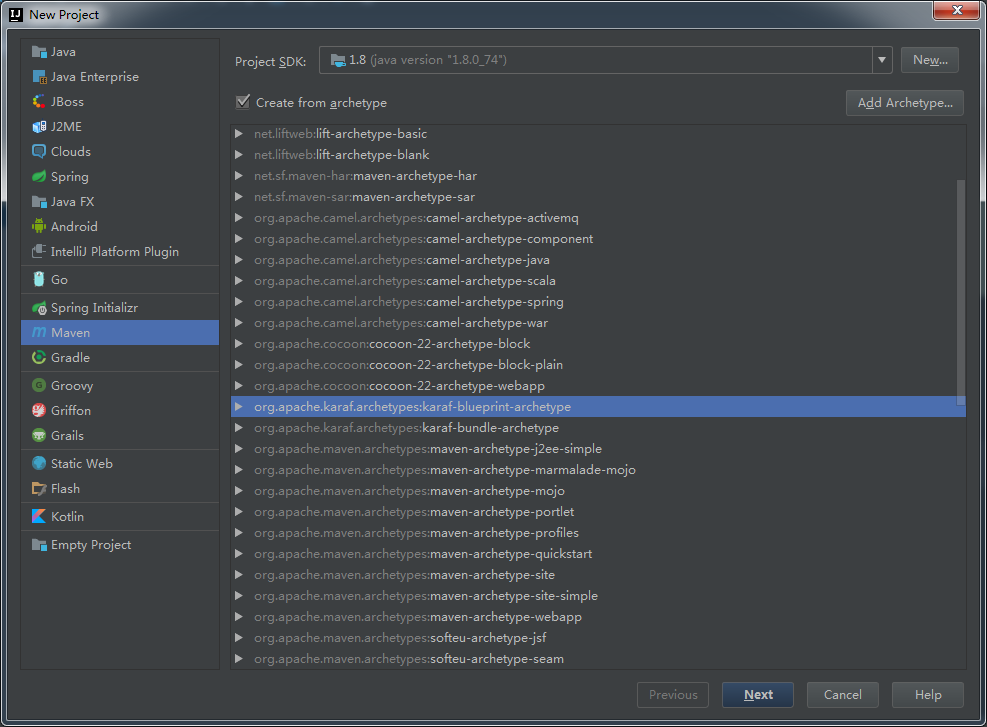 New Project
Java
Java Enterprise
JBoss
J2ME
Clouds
Spring
Java FX
Android
IntelliJ Platform Plugin
Go
Spring Initializr
Maven
Gradle
Groovy
Griffon
Grails
Static Web
Flash
Kotlin
Empty Project
Project SDK:
1.8 (java version "1.8.0_74")
New...
Create from archetype
Add Archetype...
net.liftweb:lift-archetype-basic
net.liftweb:lift-archetype-blank
net.sf.maven-har:maven-archetype-har
net.sf.maven-sar:maven-archetype-sar
org.apache.camel.archetypes:camel-archetype-activemq
org.apache.camel.archetypes:camel-archetype-component
org.apache.camel.archetypes:camel-archetype-java
org.apache.camel.archetypes:camel-archetype-scala
org.apache.camel.archetypes:camel-archetype-spring
org.apache.camel.archetypes:camel-archetype-war
org.apache.cocoon:cocoon-22-archetype-block
org.apache.cocoon:cocoon-22-archetype-block-plain
org.apache.cocoon:cocoon-22-archetype-webapp
org.apache.karaf.archetypes:karaf-blueprint-archetype
org.apache.karaf.archetypes:karaf-bundle-archetype
org.apache.maven.archetypes:maven-archetype-j2ee-simple
org.apache.maven.archetypes:maven-archetype-marmalade-mojo
org.apache.maven.archetypes:maven-archetype-mojo
org.apache.maven.archetypes:maven-archetype-portlet
org.apache.maven.archetypes:maven-archetype-profiles
org.apache.maven.archetypes:maven-archetype-quickstart
org.apache.maven.archetypes:maven-archetype-site
org.apache.maven.archetypes:maven-archetype-site-simple
org.apache.maven.archetypes:maven-archetype-webapp
org.apache.maven.archetypes:softeu-archetype-jsf
org.apache.maven.archetypes:softeu-archetype-seam
Previous
Next
Cancel
Help